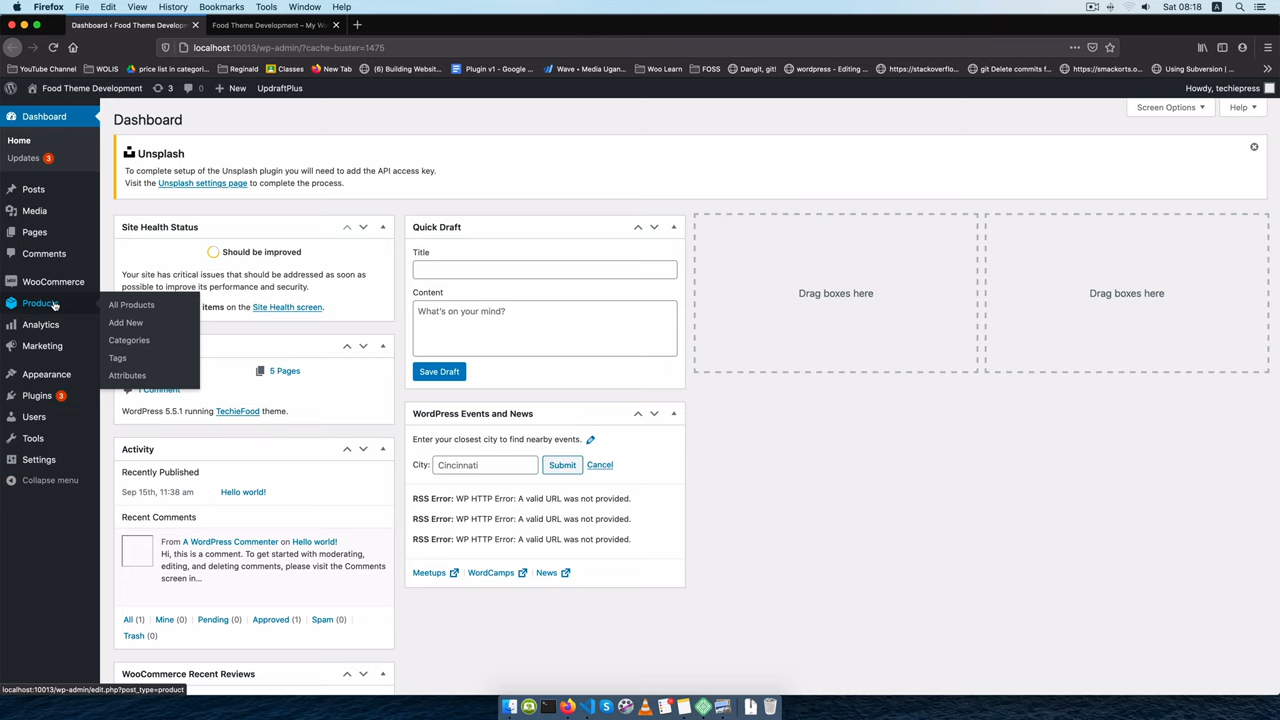 Firefox File Edit View History Bookmarks Tools Window Help
Sat 08:18
Dashboard ‹ Food Theme Develop
Food Theme Development – My Wo
localhost:10013/wp-admin/?cache-buster=1475
YouTube Channel WOLIS price list in categori... Reginald Classes New Tab (6) Building Websit... Plugin v1 - Google ... Wave ‹ Media Ugan... Woo Learn FOSS Dangit, git! wordpress - Editing ... https://stackoverflo... git Delete commits f... https://smackorts.o... Using Subversion | ...
Food Theme Development 3 0 + New UpdraftPlus
Howdy, techiepress
Dashboard
Home
Updates 3
Posts
Media
Pages
Comments
WooCommerce
Products
Analytics
Marketing
Appearance
Plugins 3
Users
Tools
Settings
Collapse menu
All Products
Add New
Categories
Tags
Attributes
Screen Options
Help
Dashboard
Unsplash
To complete setup of the Unsplash plugin you will need to add the API access key.
Visit the Unsplash settings page to complete the process.
Site Health Status
Should be improved
Your site has critical issues that should be addressed as soon as
possible to improve its performance and security.
items on the Site Health screen.
5 Pages
1 Comment
WordPress 5.5.1 running TechieFood theme.
Activity
Recently Published
Sep 15th, 11:38 am Hello world!
Recent Comments
From A WordPress Commenter on Hello world!
Hi, this is a comment. To get started with moderating,
editing, and deleting comments, please visit the Comments
screen in...
All (1) | Mine (0) | Pending (0) | Approved (1) | Spam (0) |
Trash (0)
WooCommerce Recent Reviews
Quick Draft
Title
Content
What's on your mind?
Save Draft
WordPress Events and News
Enter your closest city to find nearby events.
City: Cincinnati Submit Cancel
RSS Error: WP HTTP Error: A valid URL was not provided.
RSS Error: WP HTTP Error: A valid URL was not provided.
RSS Error: WP HTTP Error: A valid URL was not provided.
Meetups | WordCamps | News
Drag boxes here
Drag boxes here
localhost:10013/wp-admin/edit.php?post_type=product